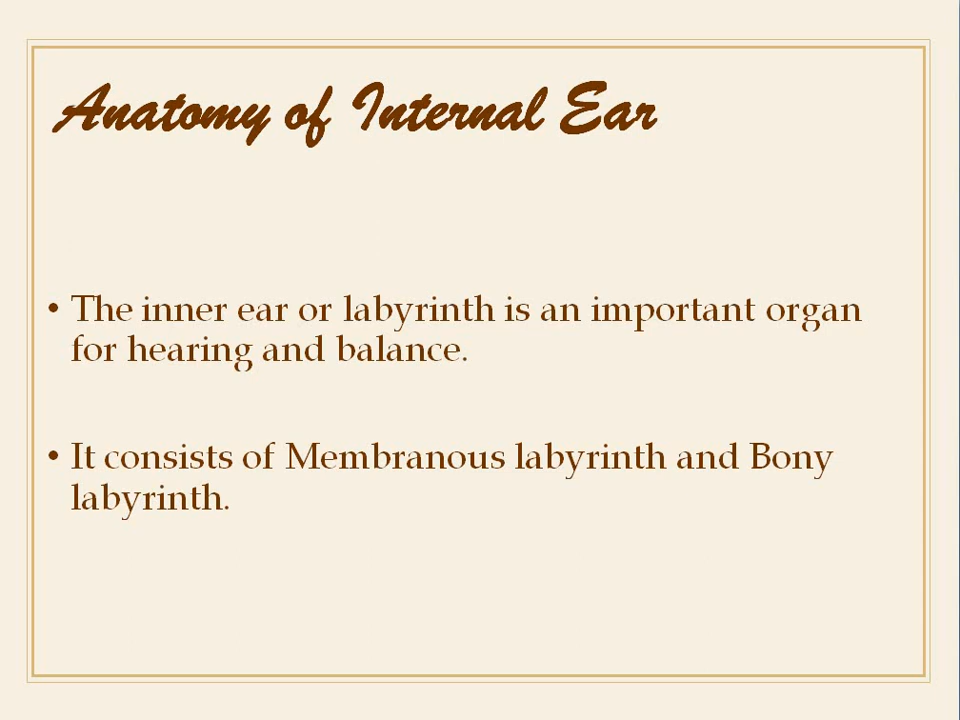 Anatomy of Internal Ear
• The inner ear or labyrinth is an important organ
for hearing and balance.
• It consists of Membranous labyrinth and Bony
labyrinth.